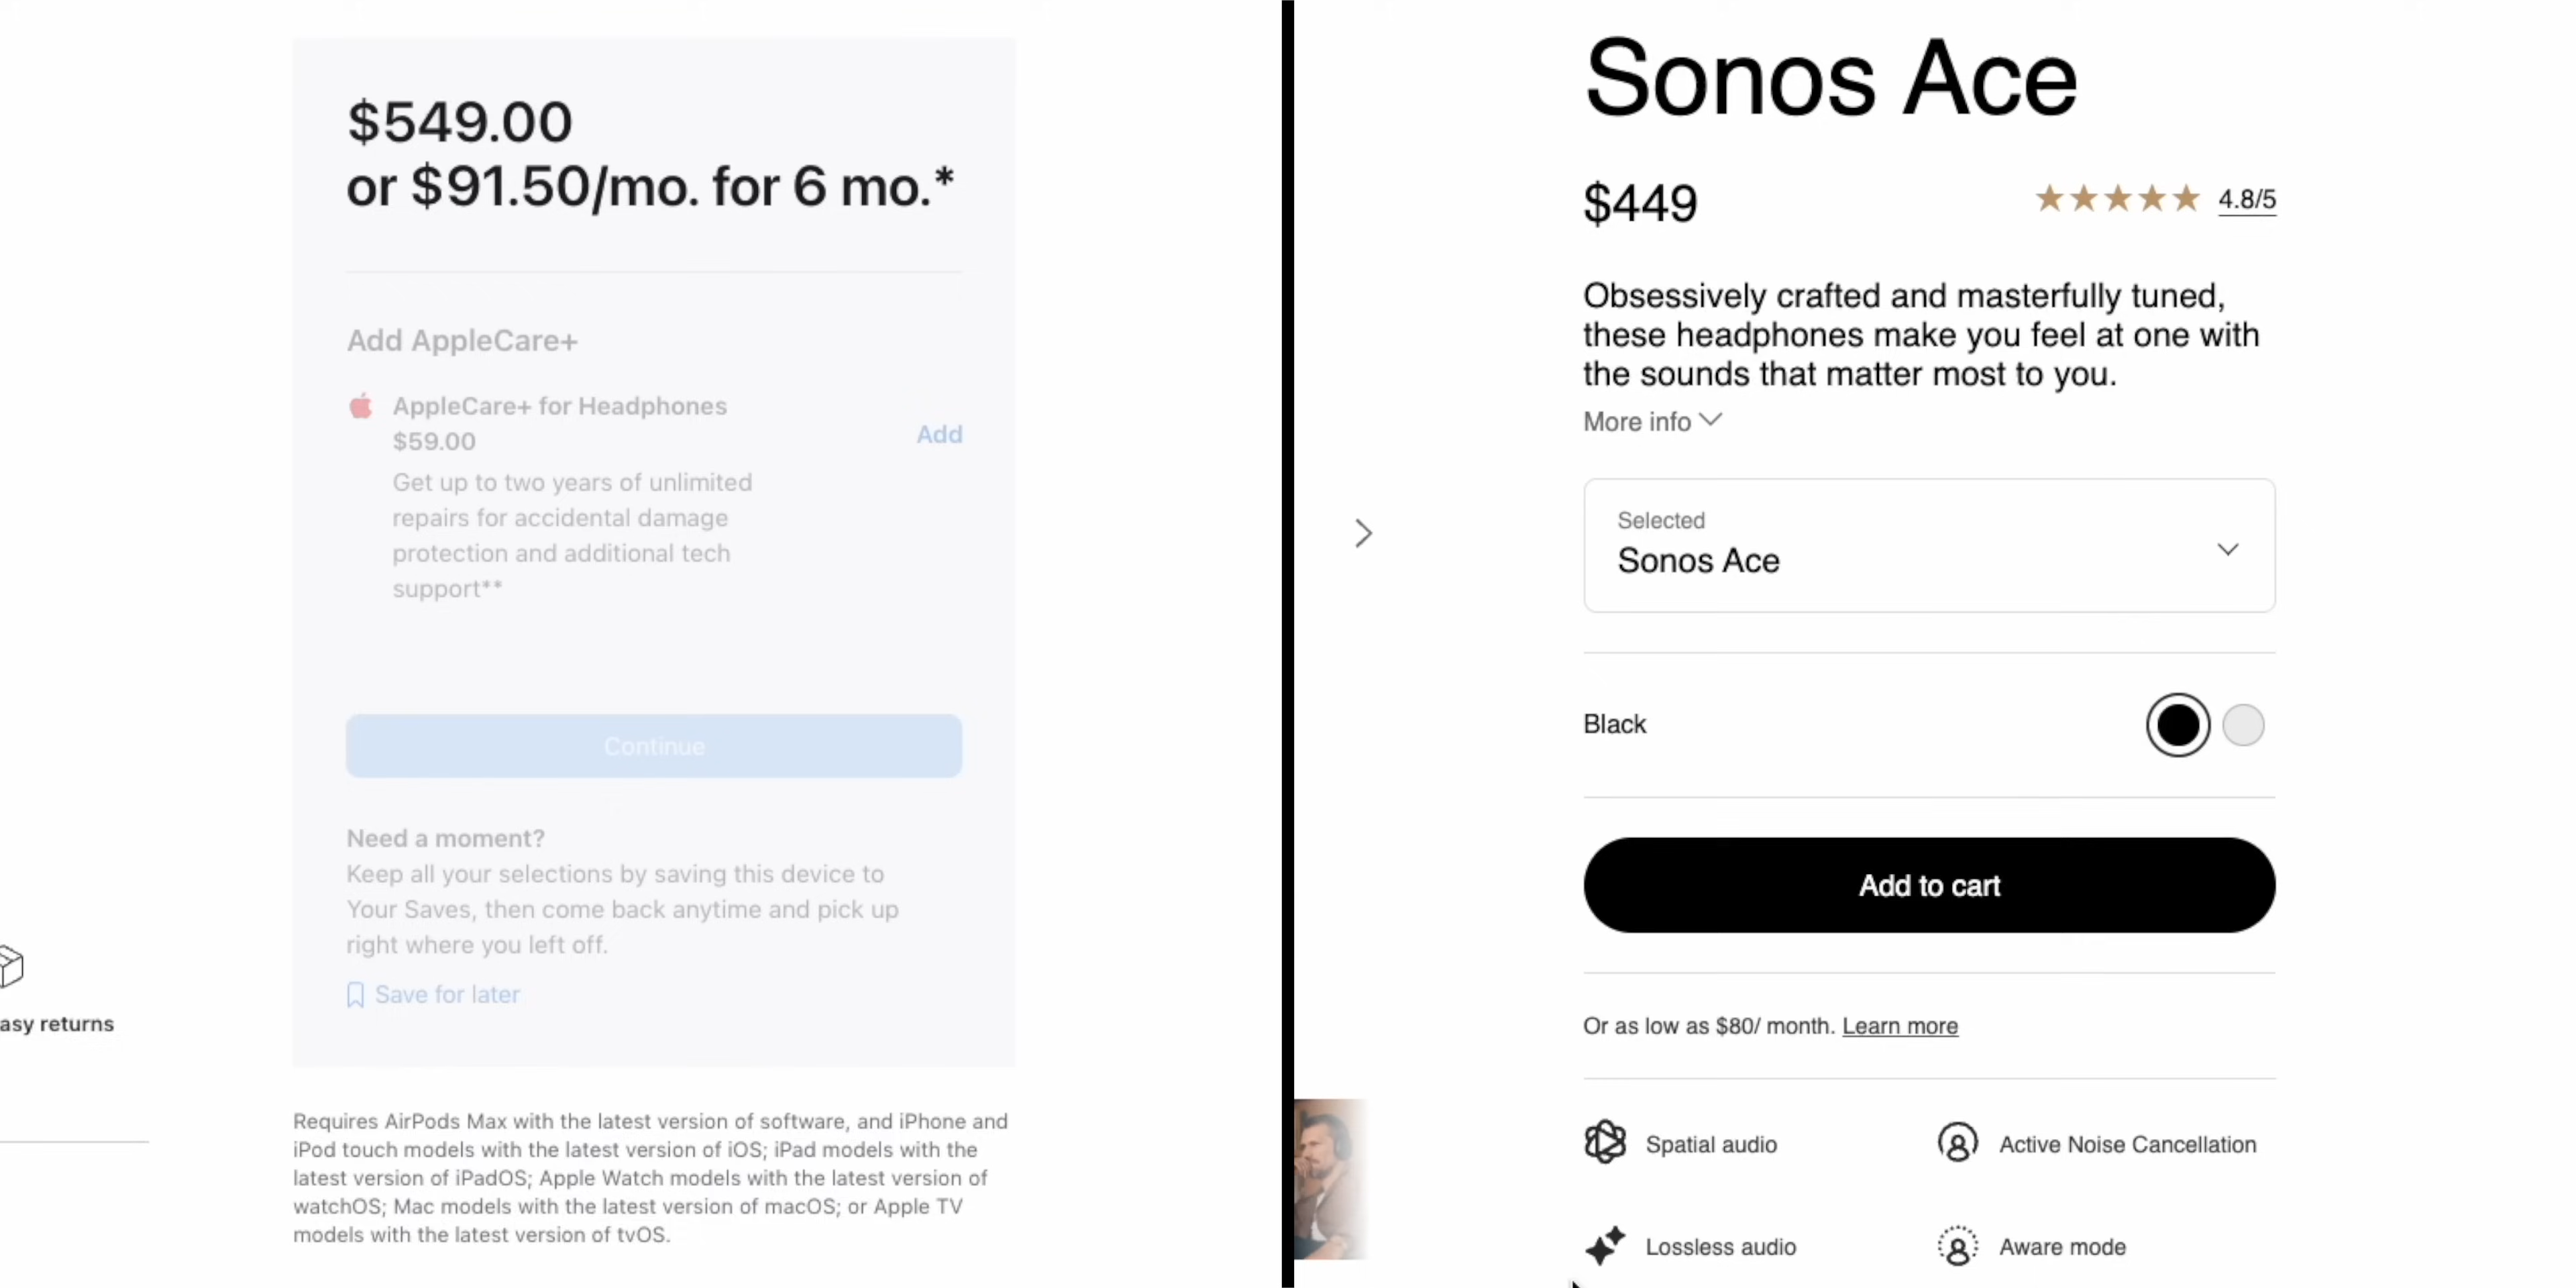 $549.00
or $91.50/mo. for 6 mo.*
Add AppleCare+
AppleCare+ for Headphones
$59.00
Add
Get up to two years of unlimited
repairs for accidental damage
protection and additional tech
support**
Continue
Need a moment?
Keep all your selections by saving this device to
Your Saves, then come back anytime and pick up
right where you left off.
Save for later
asy returns
Requires AirPods Max with the latest version of software, and iPhone and
iPod touch models with the latest version of iOS; iPad models with the
latest version of iPadOS; Apple Watch models with the latest version of
watchOS; Mac models with the latest version of macOS; or Apple TV
models with the latest version of tvOS.
Sonos Ace
$449
4.8/5
Obsessively crafted and masterfully tuned,
these headphones make you feel at one with
the sounds that matter most to you.
More info
Selected
Sonos Ace
Black
Add to cart
Or as low as $80/ month. Learn more
Spatial audio
Active Noise Cancellation
Lossless audio
Aware mode